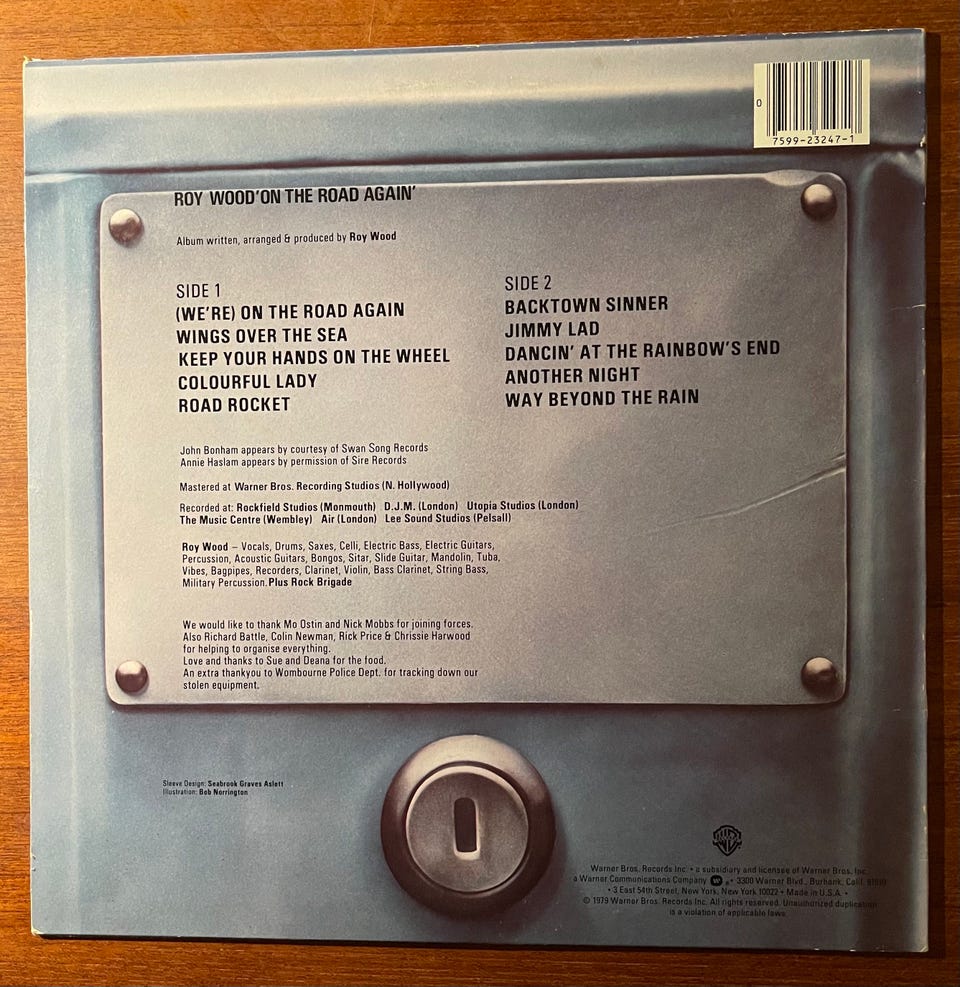 0
7599-23247-1
ROY WOOD 'ON THE ROAD AGAIN'
Album written, arranged & produced by Roy Wood
SIDE 1
(WE'RE) ON THE ROAD AGAIN
WINGS OVER THE SEA
KEEP YOUR HANDS ON THE WHEEL
COLOURFUL LADY
ROAD ROCKET
SIDE 2
BACKTOWN SINNER
JIMMY LAD
DANCIN' AT THE RAINBOW'S END
ANOTHER NIGHT
WAY BEYOND THE RAIN
John Bonham appears by courtesy of Swan Song Records
Annie Haslam appears by permission of Sire Records
Mastered at Warner Bros. Recording Studios (N. Hollywood)
Recorded at: Rockfield Studios (Monmouth) D.J.M. (London) Utopia Studios (London)
The Music Centre (Wembley) Air (London) Lee Sound Studios (Pelsall)
Roy Wood – Vocals, Drums, Saxes, Celli, Electric Bass, Electric Guitars,
Percussion, Acoustic Guitars, Bongos, Sitar, Slide Guitar, Mandolin, Tuba,
Vibes, Bagpipes, Recorders, Clarinet, Violin, Bass Clarinet, String Bass,
Military Percussion. Plus Rock Brigade
We would like to thank Mo Ostin and Nick Mobbs for joining forces.
Also Richard Battle, Colin Newman, Rick Price & Chrissie Harwood
for helping to organise everything.
Love and thanks to Sue and Deana for the food.
An extra thankyou to Wombourne Police Dept. for tracking down our
stolen equipment.
Sleeve Design: Seabrook Graves Aslett
Illustration: Bob Norrington
Warner Bros. Records Inc. • a subsidiary and licensee of Warner Bros. Inc.
a Warner Communications Company • 3300 Warner Blvd., Burbank, Calif. 91510
• 3 East 54th Street, New York, New York 10022 • Made in U.S.A. •
© 1979 Warner Bros. Records Inc. All rights reserved. Unauthorized duplication
is a violation of applicable laws.